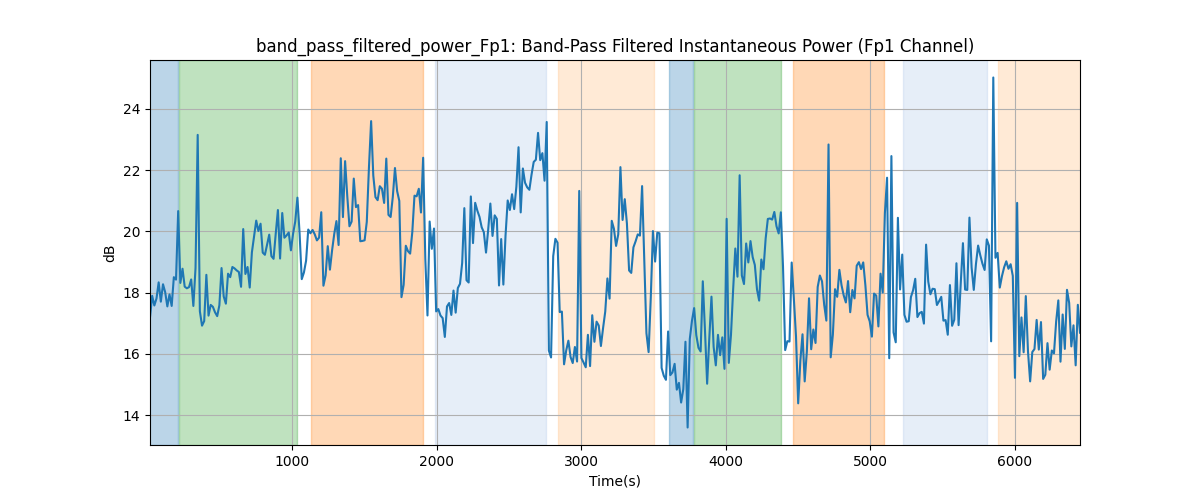 band_pass_filtered_power_Fp1: Band-Pass Filtered Instantaneous Power (Fp1 Channel)
24
22
20
18
16
14
dB
1000 2000 3000 4000 5000 6000
Time(s)